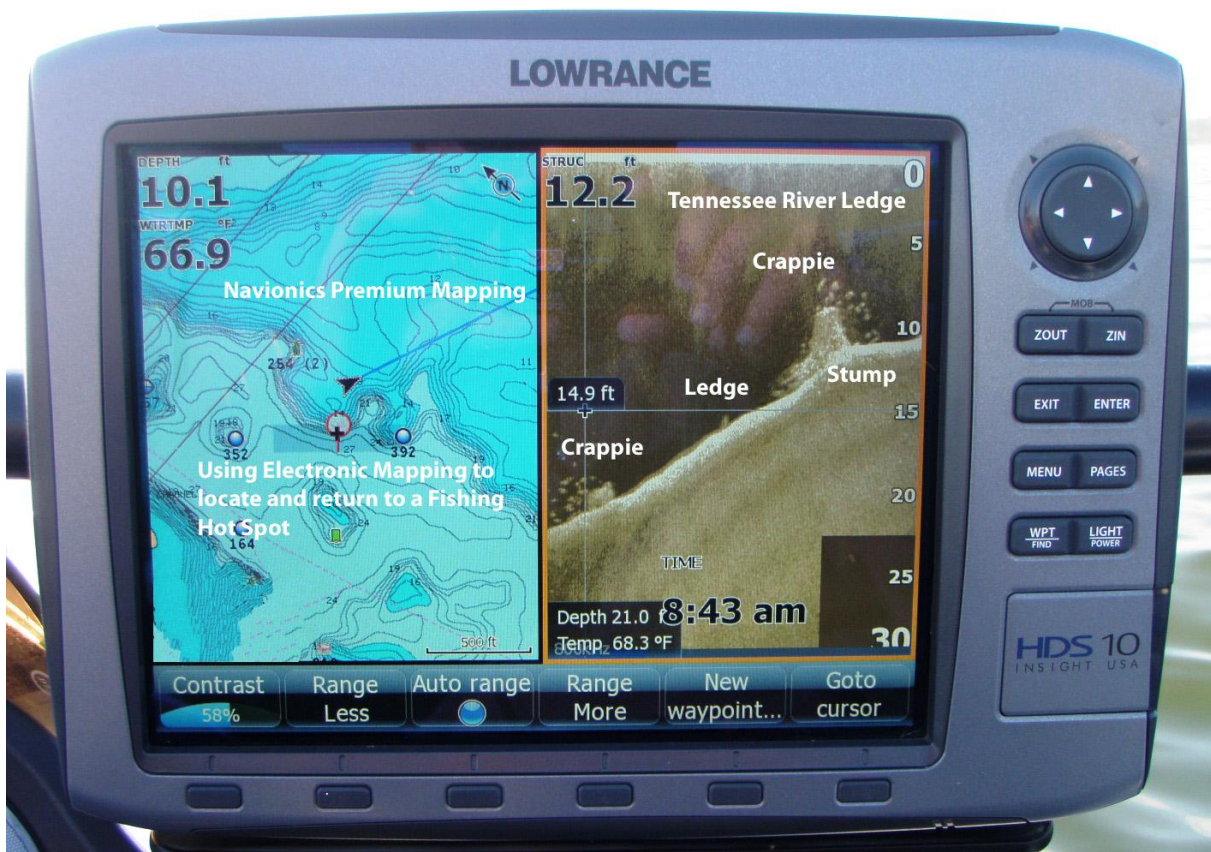 LOWRANCE
DEPTH ft
10.1
WTRTMP °F
66.9
N
Navionics Premium Mapping
254 (2)
352
392
Using Electronic Mapping to
locate and return to a Fishing
Hot Spot
164
500 ft
STRUC ft
12.2
0
Tennessee River Ledge
5
Crappie
10
Stump
Ledge
14.9 ft
15
Crappie
20
TIME
25
8:43 am
Depth 21.0 f
Temp 68.3 °F
800kHz
30
Contrast
58%
Range
Less
Auto range
Range
More
New
waypoint...
Goto
cursor
MOB
ZOUT ZIN
EXIT ENTER
MENU PAGES
WPT LIGHT
FIND POWER
HDS 10
INSIGHT USA